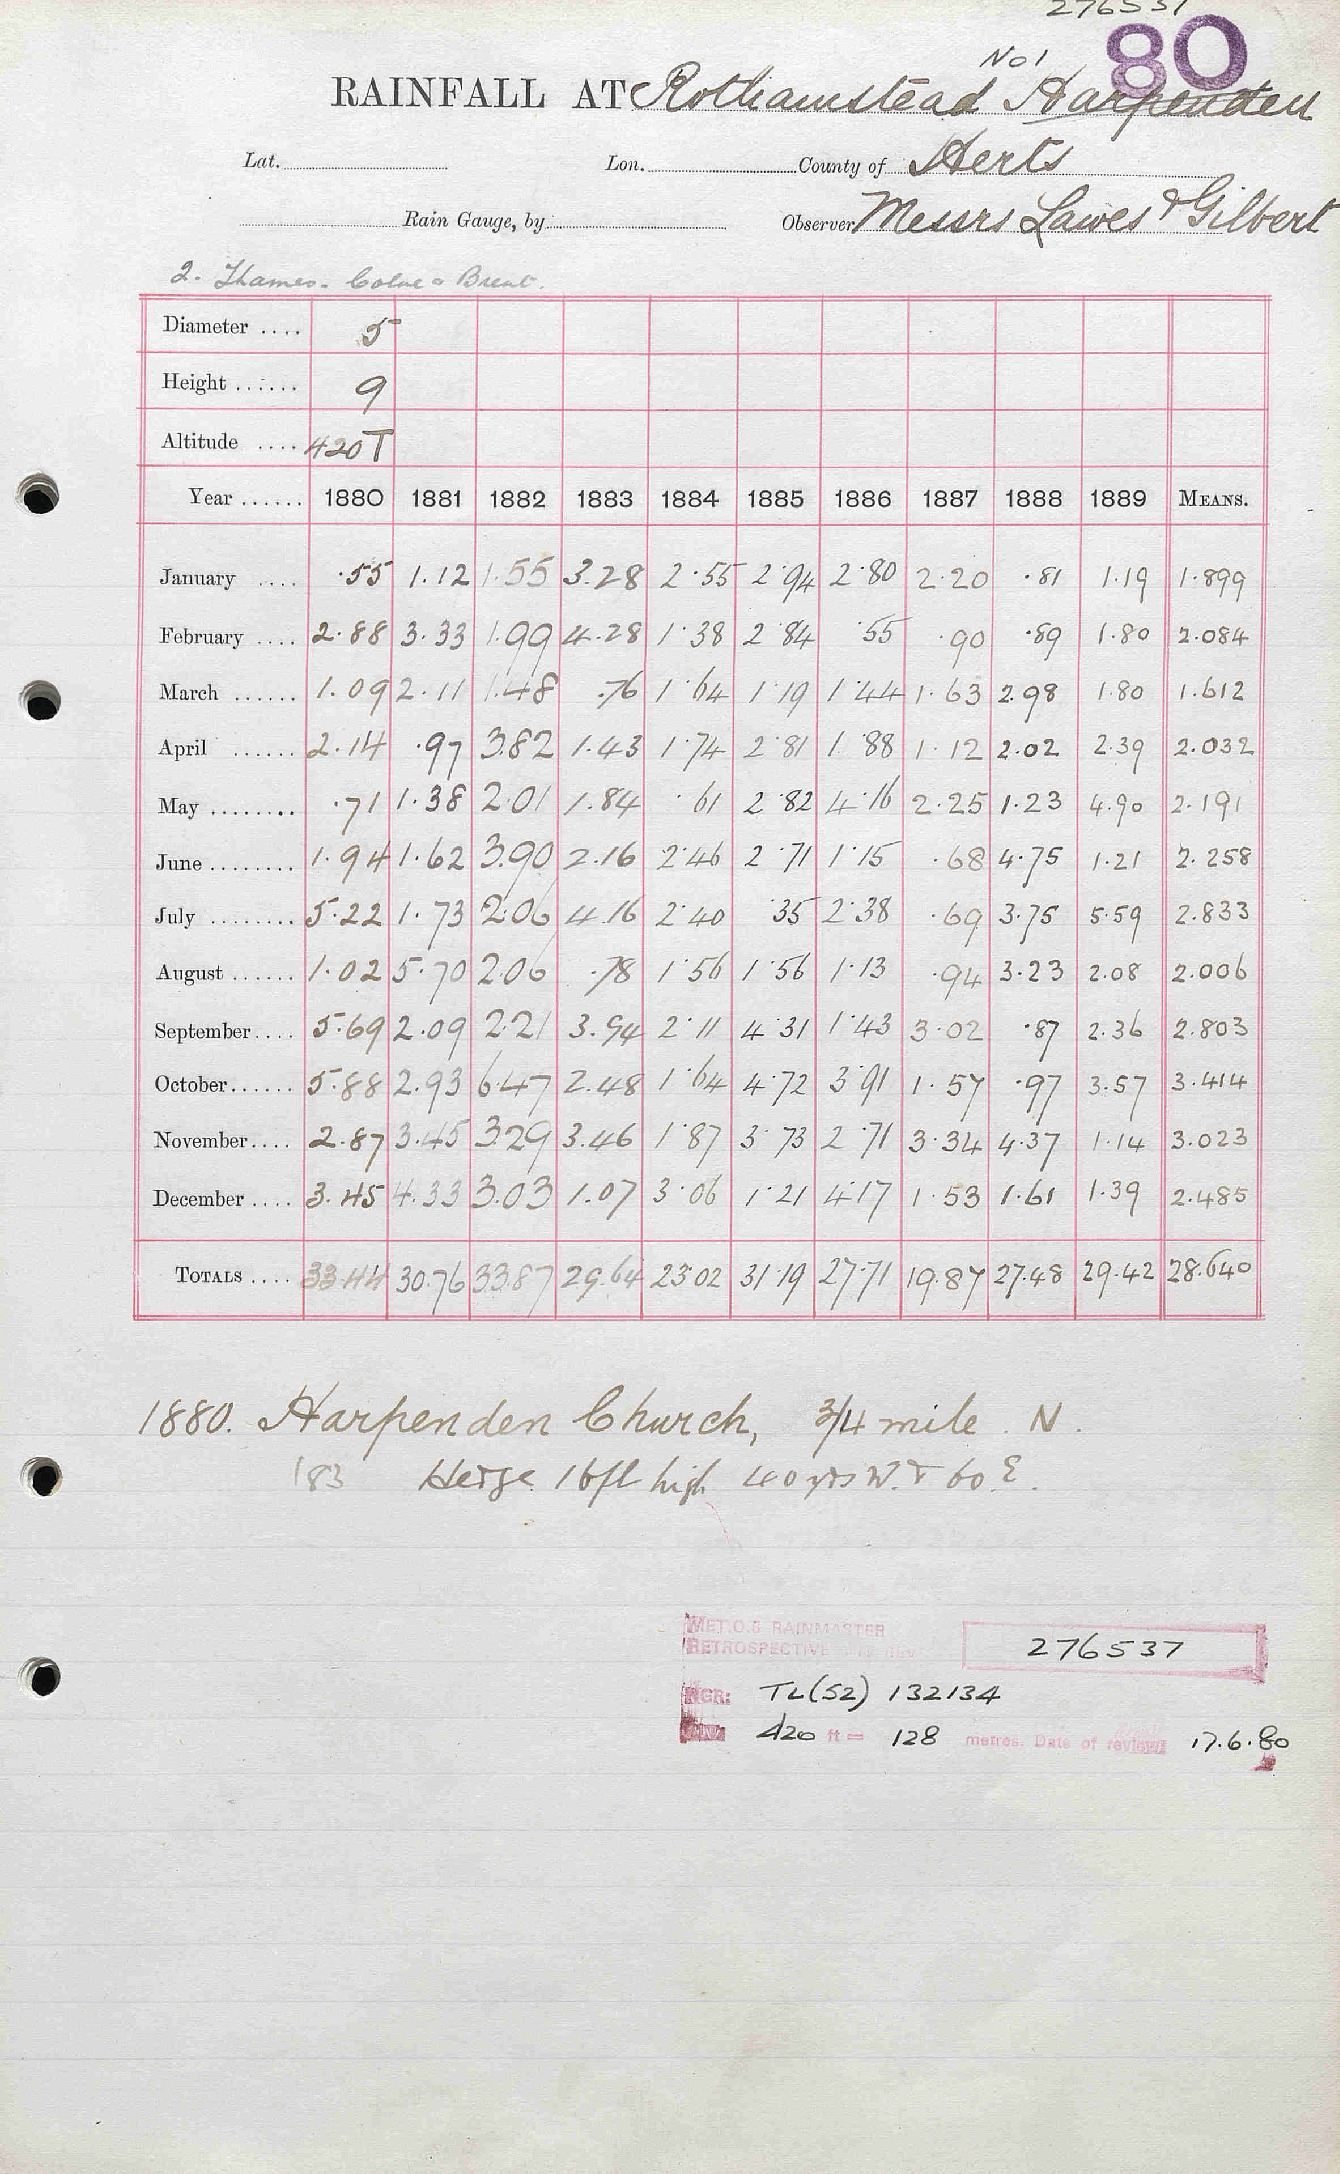 276537
80
No 1
RAINFALL AT Rothamstead Harpenden
Lat. Lon. County of Herts
Rain Gauge, by Observer Messrs Lawes & Gilbert
2. Thames. Colne & Brent.
Diameter .... 5
Height ...... 9
Altitude .... 420 T
Year ...... 1880 1881 1882 1883 1884 1885 1886 1887 1888 1889 MEANS.
January .... .55 1.12 1.55 3.28 2.55 2.94 2.80 2.20 .81 1.19 1.899
February .... 2.88 3.33 1.99 4.28 1.38 2.84 .55 .90 .89 1.80 2.084
March ...... 1.09 2.11 1.48 .76 1.64 1.19 1.44 1.63 2.98 1.80 1.612
April ...... 2.14 .97 3.82 1.43 1.74 2.81 1.88 1.12 2.02 2.39 2.032
May ........ .71 1.38 2.01 1.84 .61 2.82 4.16 2.25 1.23 4.90 2.191
June ........ 1.94 1.62 3.90 2.16 2.46 2.71 1.15 .68 4.75 1.21 2.258
July ........ 5.22 1.73 2.06 4.16 2.40 .35 2.38 .69 3.75 5.59 2.833
August ...... 1.02 5.70 2.06 .78 1.56 1.56 1.13 .94 3.23 2.08 2.006
September .... 5.69 2.09 2.21 3.94 2.11 4.31 1.43 3.02 .87 2.36 2.803
October ...... 5.88 2.93 6.47 2.48 1.64 4.72 3.91 1.57 .97 3.57 3.414
November .... 2.87 3.45 3.29 3.46 1.87 3.73 2.71 3.34 4.37 1.14 3.023
December .... 3.45 4.33 3.03 1.07 3.06 1.21 4.17 1.53 1.61 1.39 2.485
TOTALS .... 33.44 30.76 33.87 29.64 23.02 31.19 27.71 19.87 27.48 29.42 28.640
1880. Harpenden Church, 3/4 mile N.
183 Hedge 16ft high 40 yds W. & 60 E.
MET.O.8 RAINMASTER
RETROSPECTIVE
276537
NGR: TL(52) 132134
420 ft = 128 metres. Date of review 17.6.80